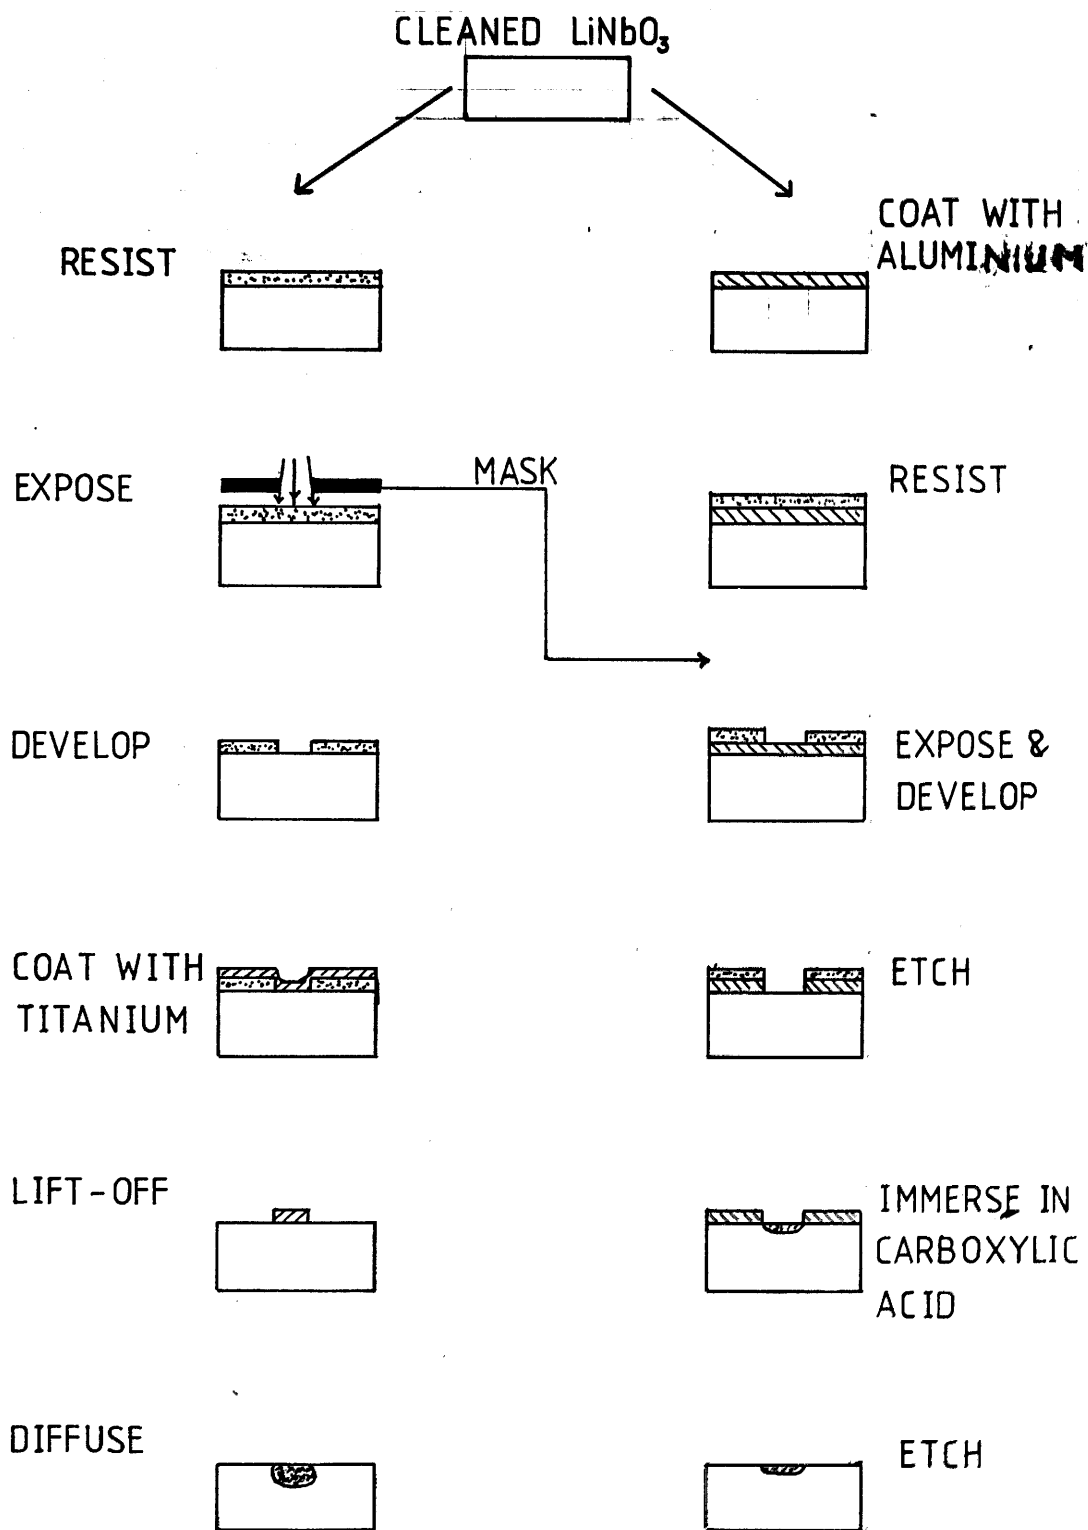 CLEANED LiNbO₃
RESIST
COAT WITH
ALUMINIUM
EXPOSE
MASK
RESIST
DEVELOP
EXPOSE &
DEVELOP
COAT WITH
TITANIUM
ETCH
LIFT-OFF
IMMERSE IN
CARBOXYLIC
ACID
DIFFUSE
ETCH